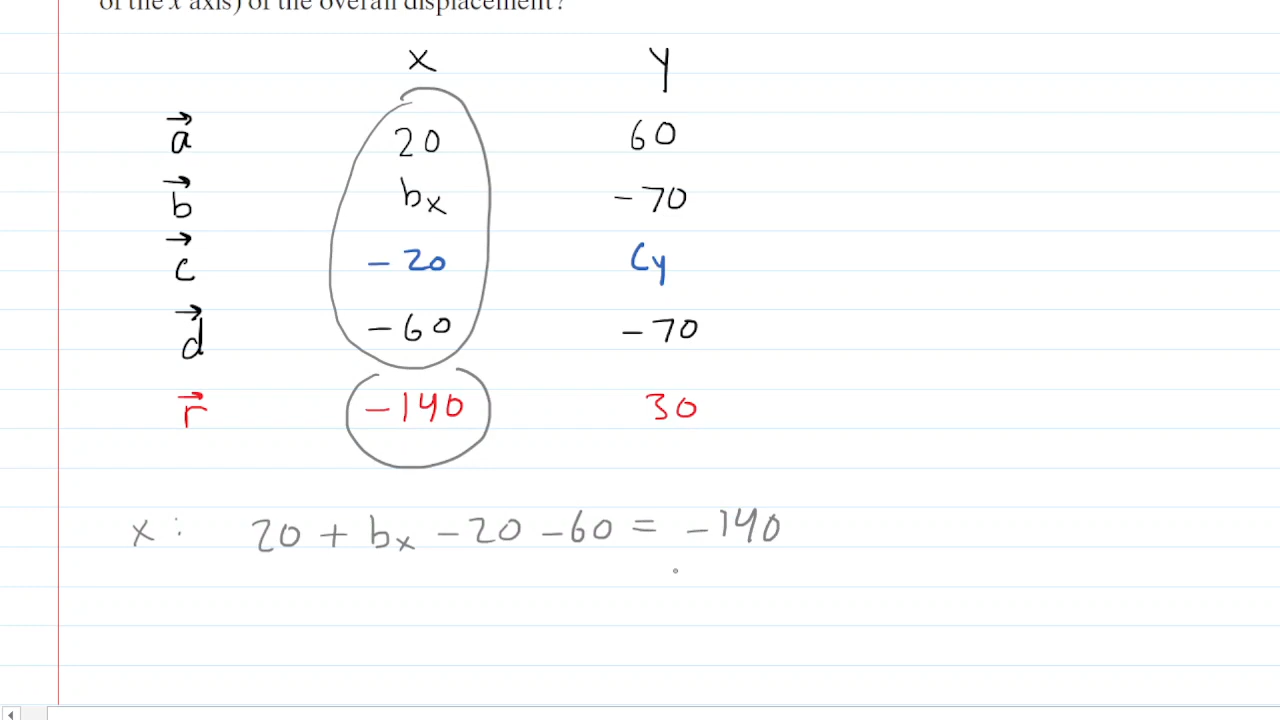 of the x axis) of the overall displacement?
x y
a⃗ 20 60
b⃗ bₓ -70
c⃗ -20 Cy
d⃗ -60 -70
r⃗ -140 30
x: 20 + bₓ -20 -60 = -140